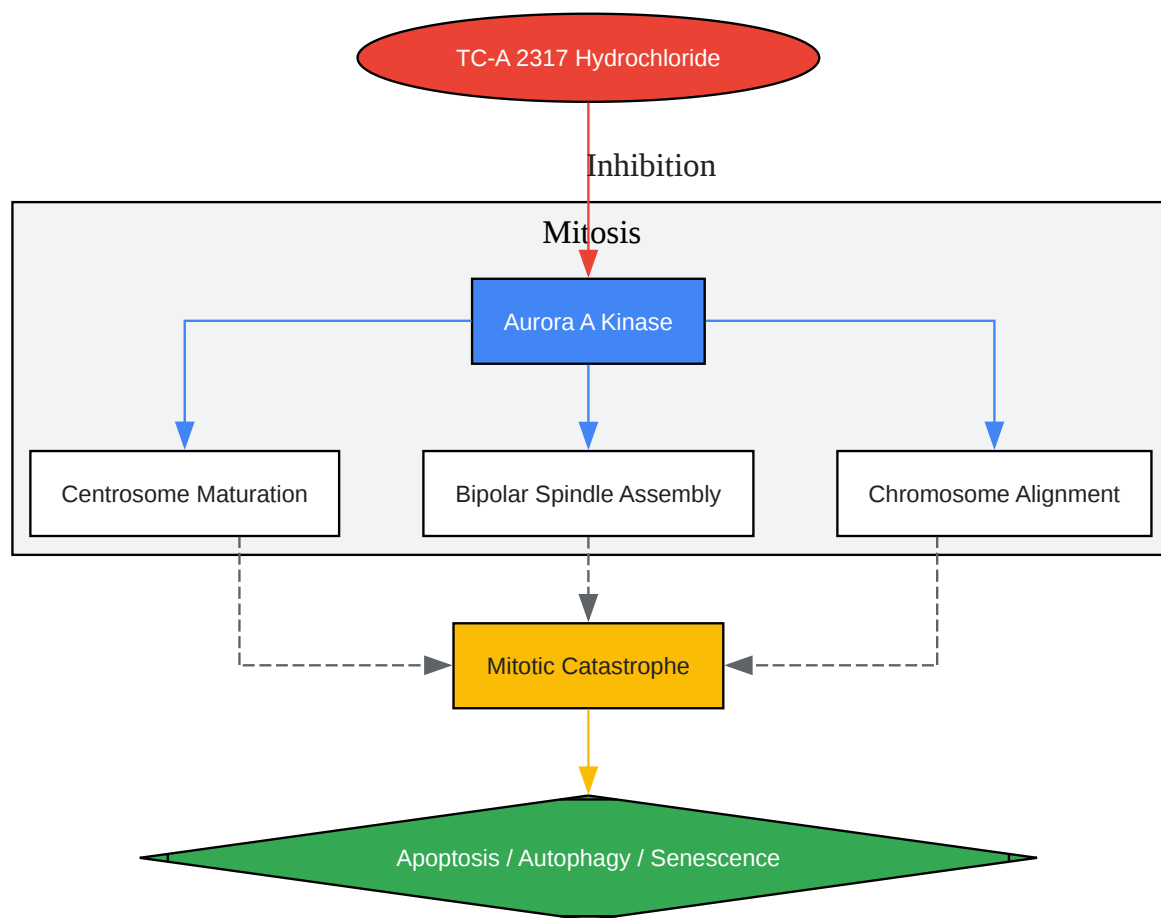 TC-A 2317 Hydrochloride
Inhibition
Mitosis
Aurora A Kinase
Centrosome Maturation
Bipolar Spindle Assembly
Chromosome Alignment
Mitotic Catastrophe
Apoptosis / Autophagy / Senescence